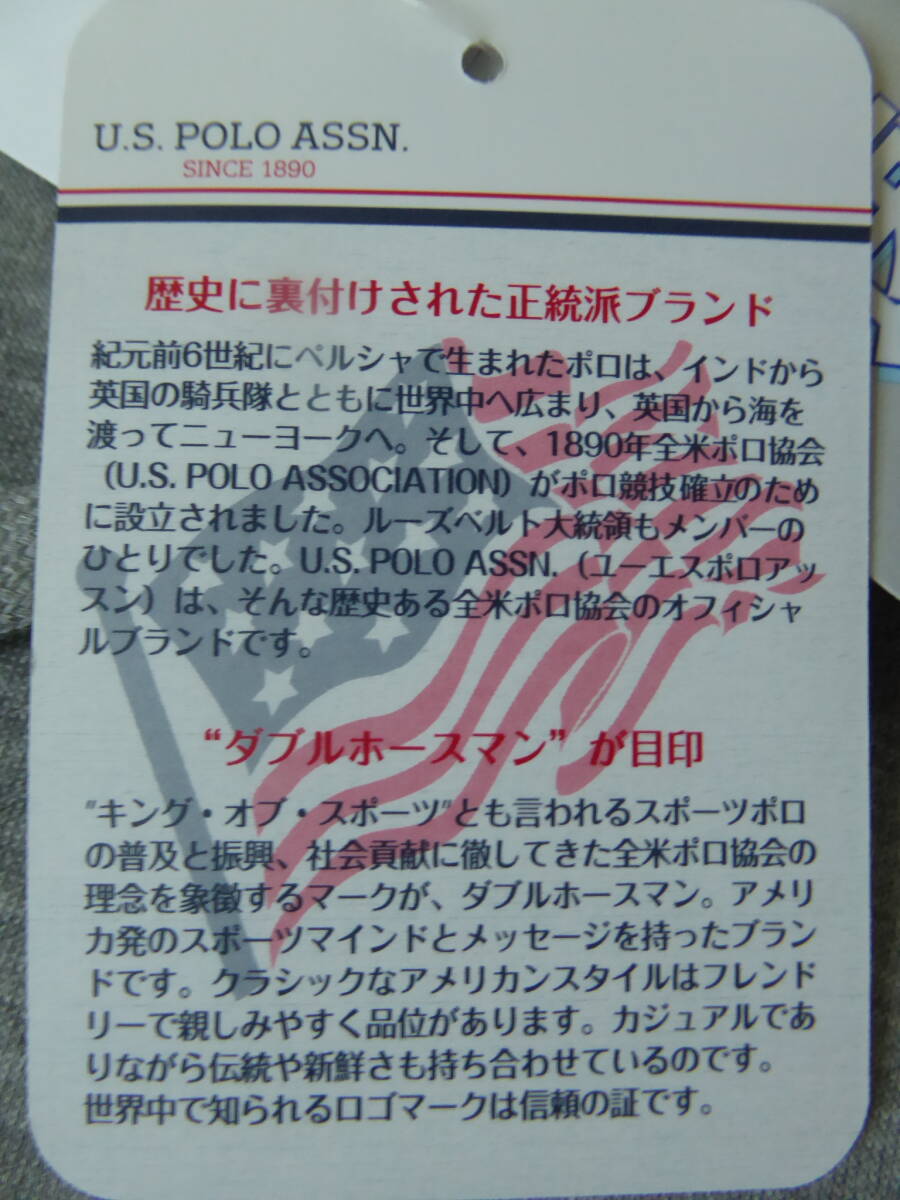 U.S. POLO ASSN.
SINCE 1890
歴史に裏付けされた正統派ブランド
紀元前6世紀にペルシャで生まれたポロは、インドから
英国の騎兵隊とともに世界中へ広まり、英国から海を
渡ってニューヨークへ。そして、1890年全米ポロ協会
（U.S. POLO ASSOCIATION）がポロ競技確立のため
に設立されました。ルーズベルト大統領もメンバーの
ひとりでした。U.S. POLO ASSN.（ユーエスポロアッ
スン）は、そんな歴史ある全米ポロ協会のオフィシャ
ルブランドです。
“ダブルホースマン”が目印
"キング・オブ・スポーツ"とも言われるスポーツポロ
の普及と振興、社会貢献に徹してきた全米ポロ協会の
理念を象徴するマークが、ダブルホースマン。アメリ
カ発のスポーツマインドとメッセージを持ったブラン
ドです。クラシックなアメリカンスタイルはフレンド
リーで親しみやすく品位があります。カジュアルであ
りながら伝統や新鮮さも持ち合わせているのです。
世界中で知られるロゴマークは信頼の証です。